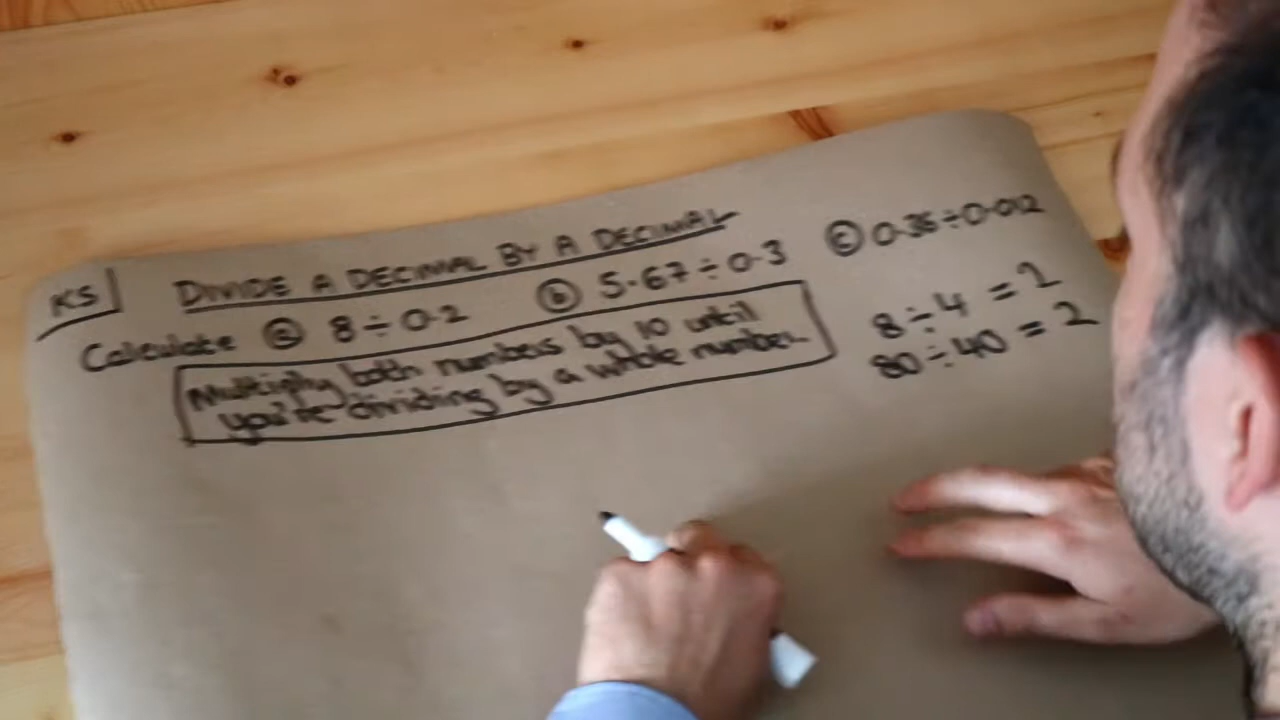 KS
DIVIDE A DECIMAL BY A DECIMAL
Calculate ⓐ 8 ÷ 0.2 ⓑ 5.67 ÷ 0.3 ⓒ 0.36 ÷ 0.012
Multiply both numbers by 10 until
you're dividing by a whole number.
8 ÷ 4 = 2
80 ÷ 40 = 2